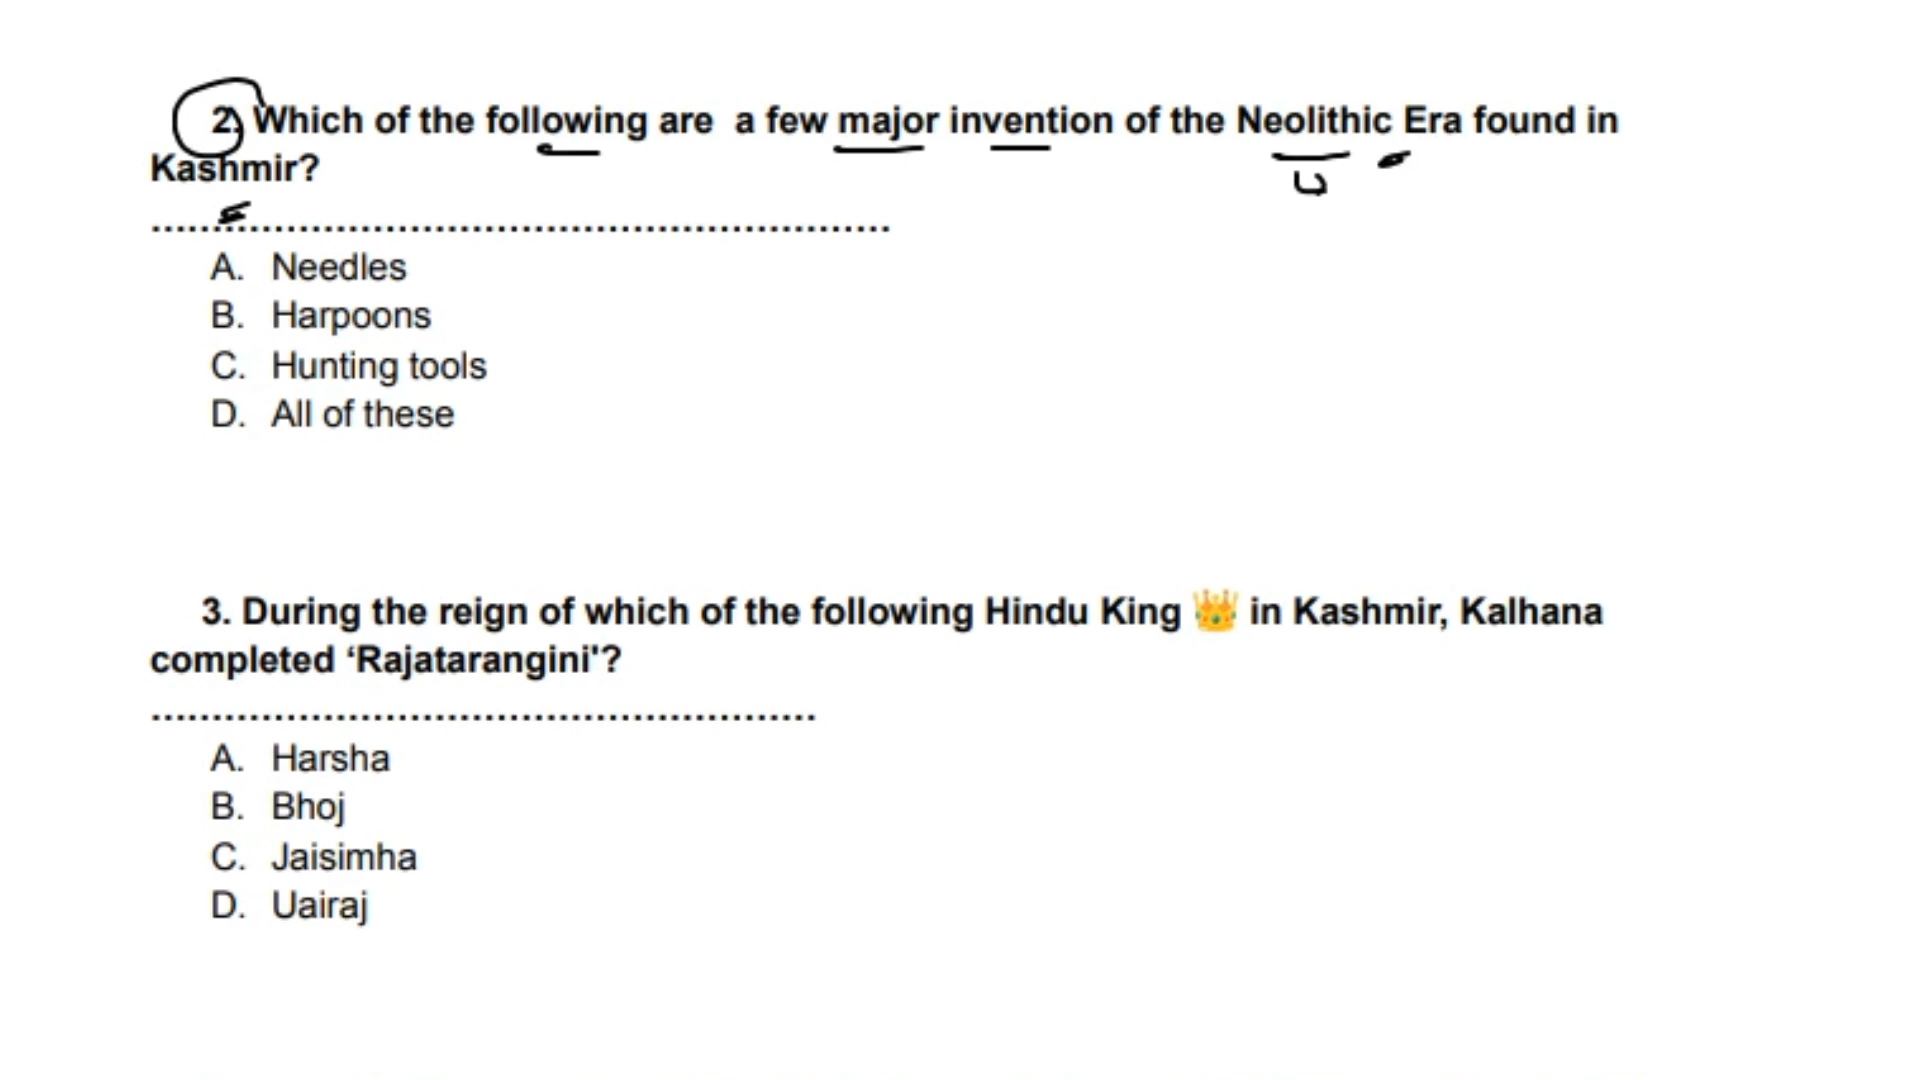 2. Which of the following are a few major invention of the Neolithic Era found in
Kashmir?
.............................................................
A. Needles
B. Harpoons
C. Hunting tools
D. All of these
3. During the reign of which of the following Hindu King 👑 in Kashmir, Kalhana
completed ‘Rajatarangini'?
.......................................................
A. Harsha
B. Bhoj
C. Jaisimha
D. Uairaj